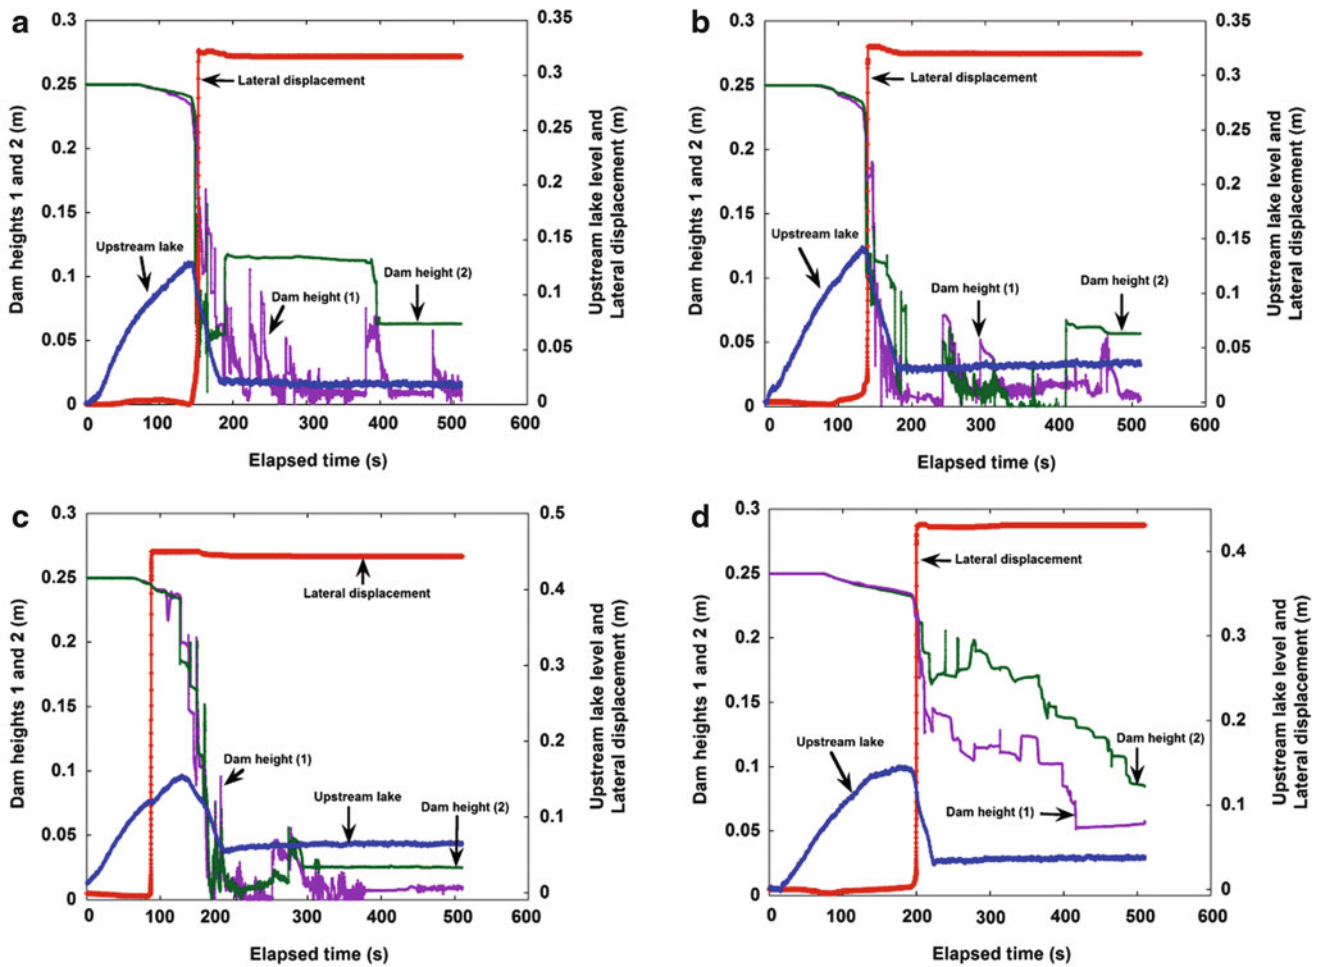 a
0.3
0.25
0.2
0.15
0.1
0.05
0
0.35
0.3
0.25
0.2
0.15
0.1
0.05
0
0 100 200 300 400 500 600
Dam heights 1 and 2 (m)
Upstream lake level and
Lateral displacement (m)
Elapsed time (s)
Lateral displacement
Upstream lake
Dam height (2)
Dam height (1)
b
0.3
0.25
0.2
0.15
0.1
0.05
0
0.35
0.3
0.25
0.2
0.15
0.1
0.05
0
0 100 200 300 400 500 600
Dam heights 1 and 2 (m)
Upstream lake level and
Lateral displacement (m)
Elapsed time (s)
Lateral displacement
Upstream lake
Dam height (1)
Dam height (2)
c
0.3
0.25
0.2
0.15
0.1
0.05
0
0.5
0.4
0.3
0.2
0.1
0
0 100 200 300 400 500 600
Dam heights 1 and 2 (m)
Upstream lake level and
Lateral displacement (m)
Elapsed time (s)
Lateral displacement
Dam height (1)
Upstream lake
Dam height (2)
d
0.3
0.25
0.2
0.15
0.1
0.05
0
0.4
0.3
0.2
0.1
0
0 100 200 300 400 500 600
Dam heights 1 and 2 (m)
Upstream lake level and
Lateral displacement (m)
Elapsed time (s)
Lateral displacement
Upstream lake
Dam height (2)
Dam height (1)